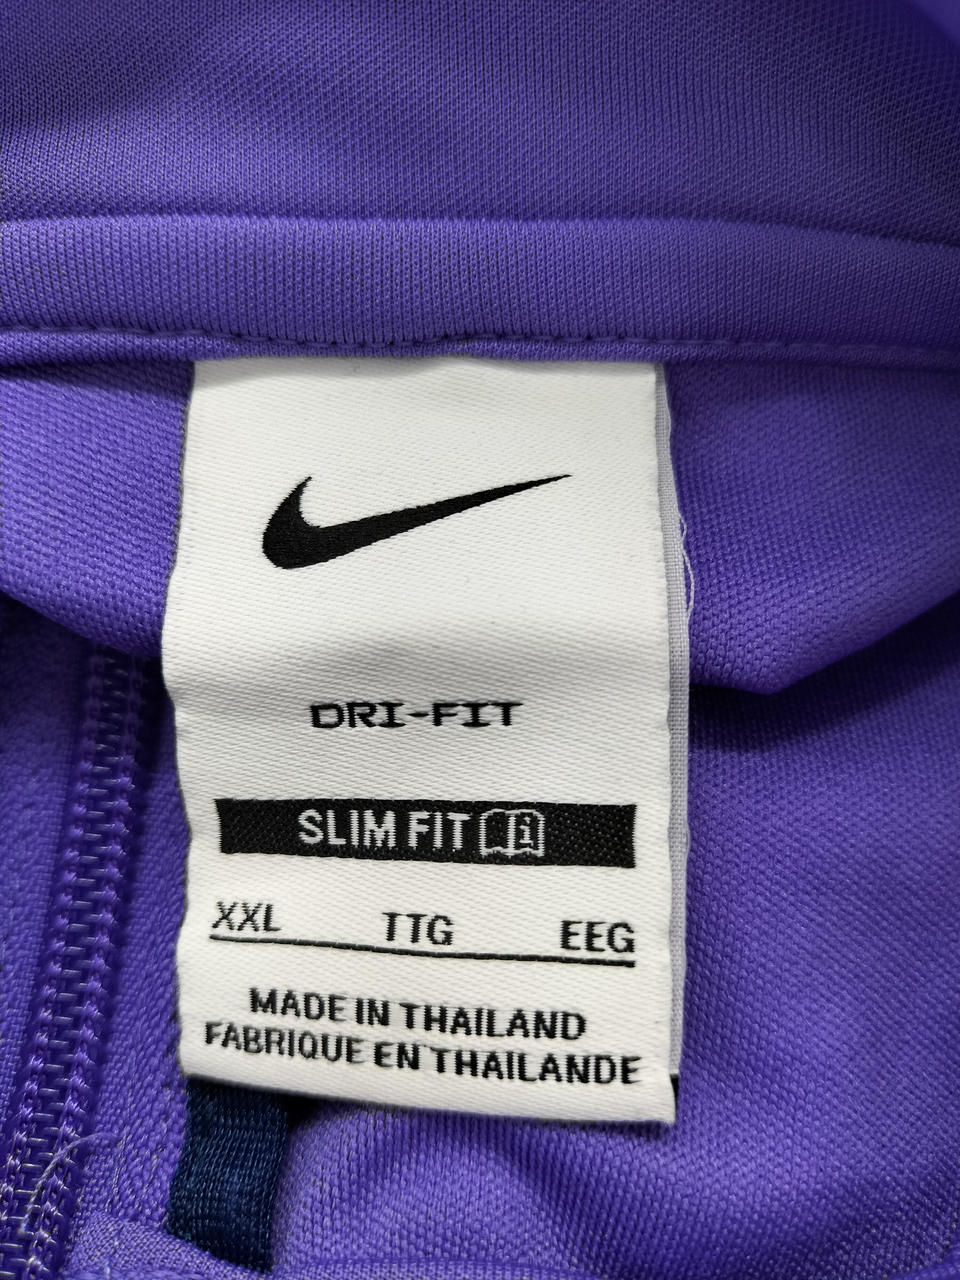 DRI-FIT
SLIM FIT
XXL TTG EEG
MADE IN THAILAND
FABRIQUE EN THAILANDE